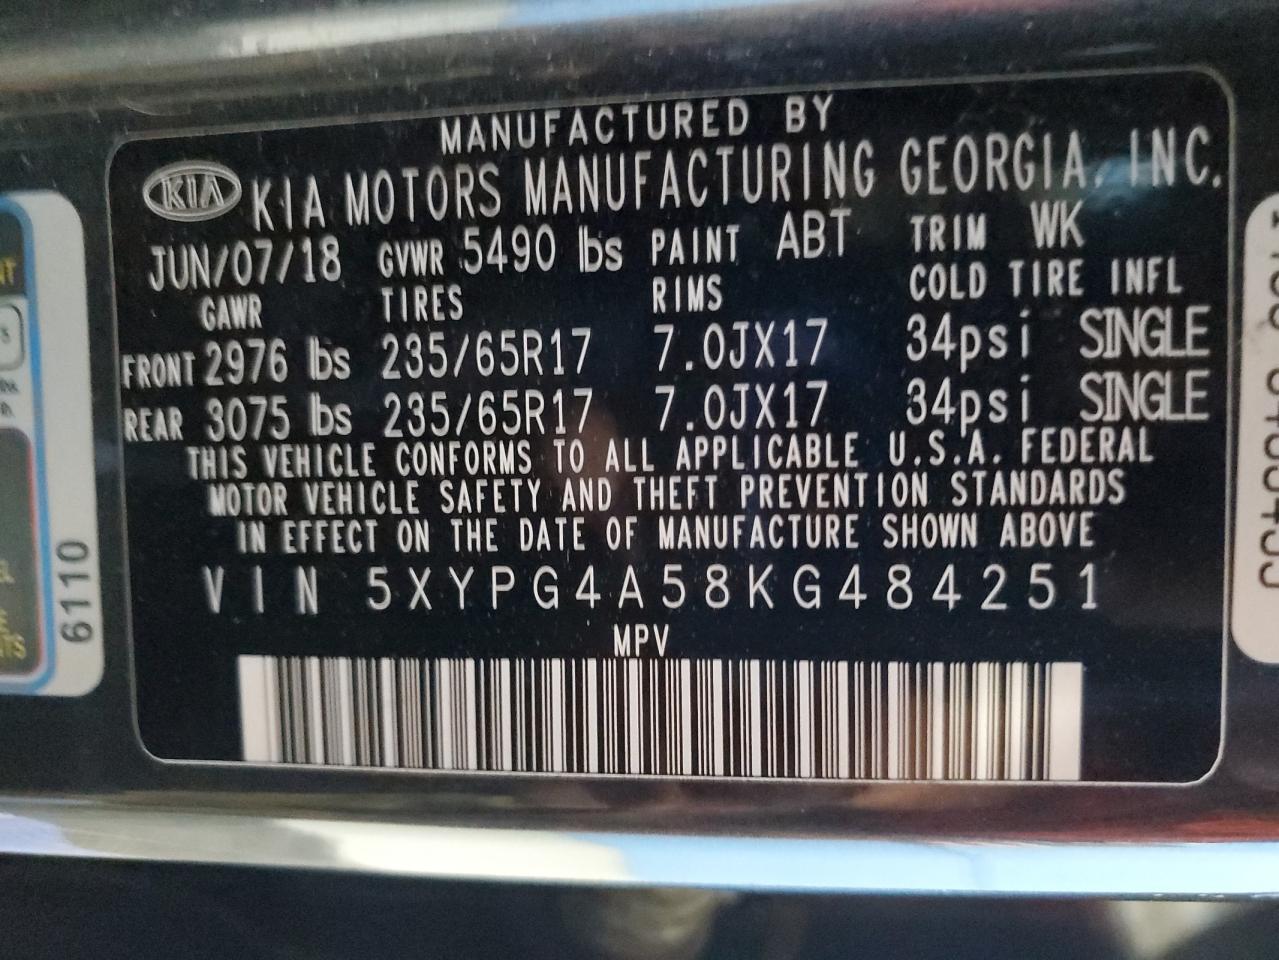 MANUFACTURED BY
KIA KIA MOTORS MANUFACTURING GEORGIA, INC.
JUN/07/18 GVWR 5490 lbs PAINT ABT TRIM WK
GAWR TIRES RIMS COLD TIRE INFL
FRONT 2976 lbs 235/65R17 7.0JX17 34psi SINGLE
REAR 3075 lbs 235/65R17 7.0JX17 34psi SINGLE
THIS VEHICLE CONFORMS TO ALL APPLICABLE U.S.A. FEDERAL
MOTOR VEHICLE SAFETY AND THEFT PREVENTION STANDARDS
IN EFFECT ON THE DATE OF MANUFACTURE SHOWN ABOVE
VIN 5XYPG4A58KG484251
MPV
6110